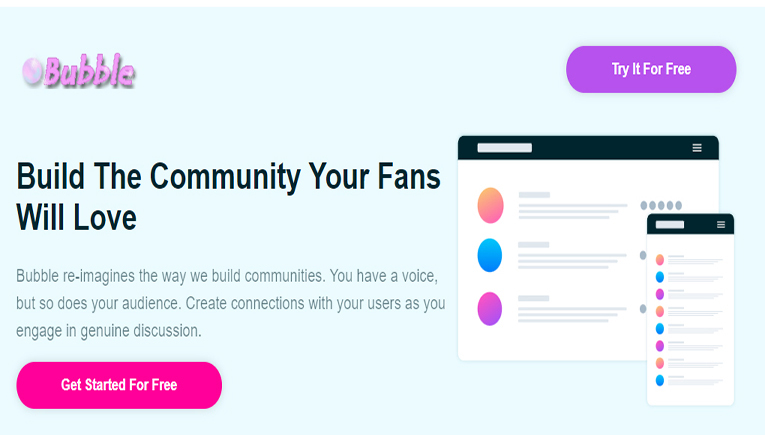 Bubble
Try It For Free
Build The Community Your Fans
Will Love
Bubble re-imagines the way we build communities. You have a voice,
but so does your audience. Create connections with your users as you
engage in genuine discussion.
Get Started For Free